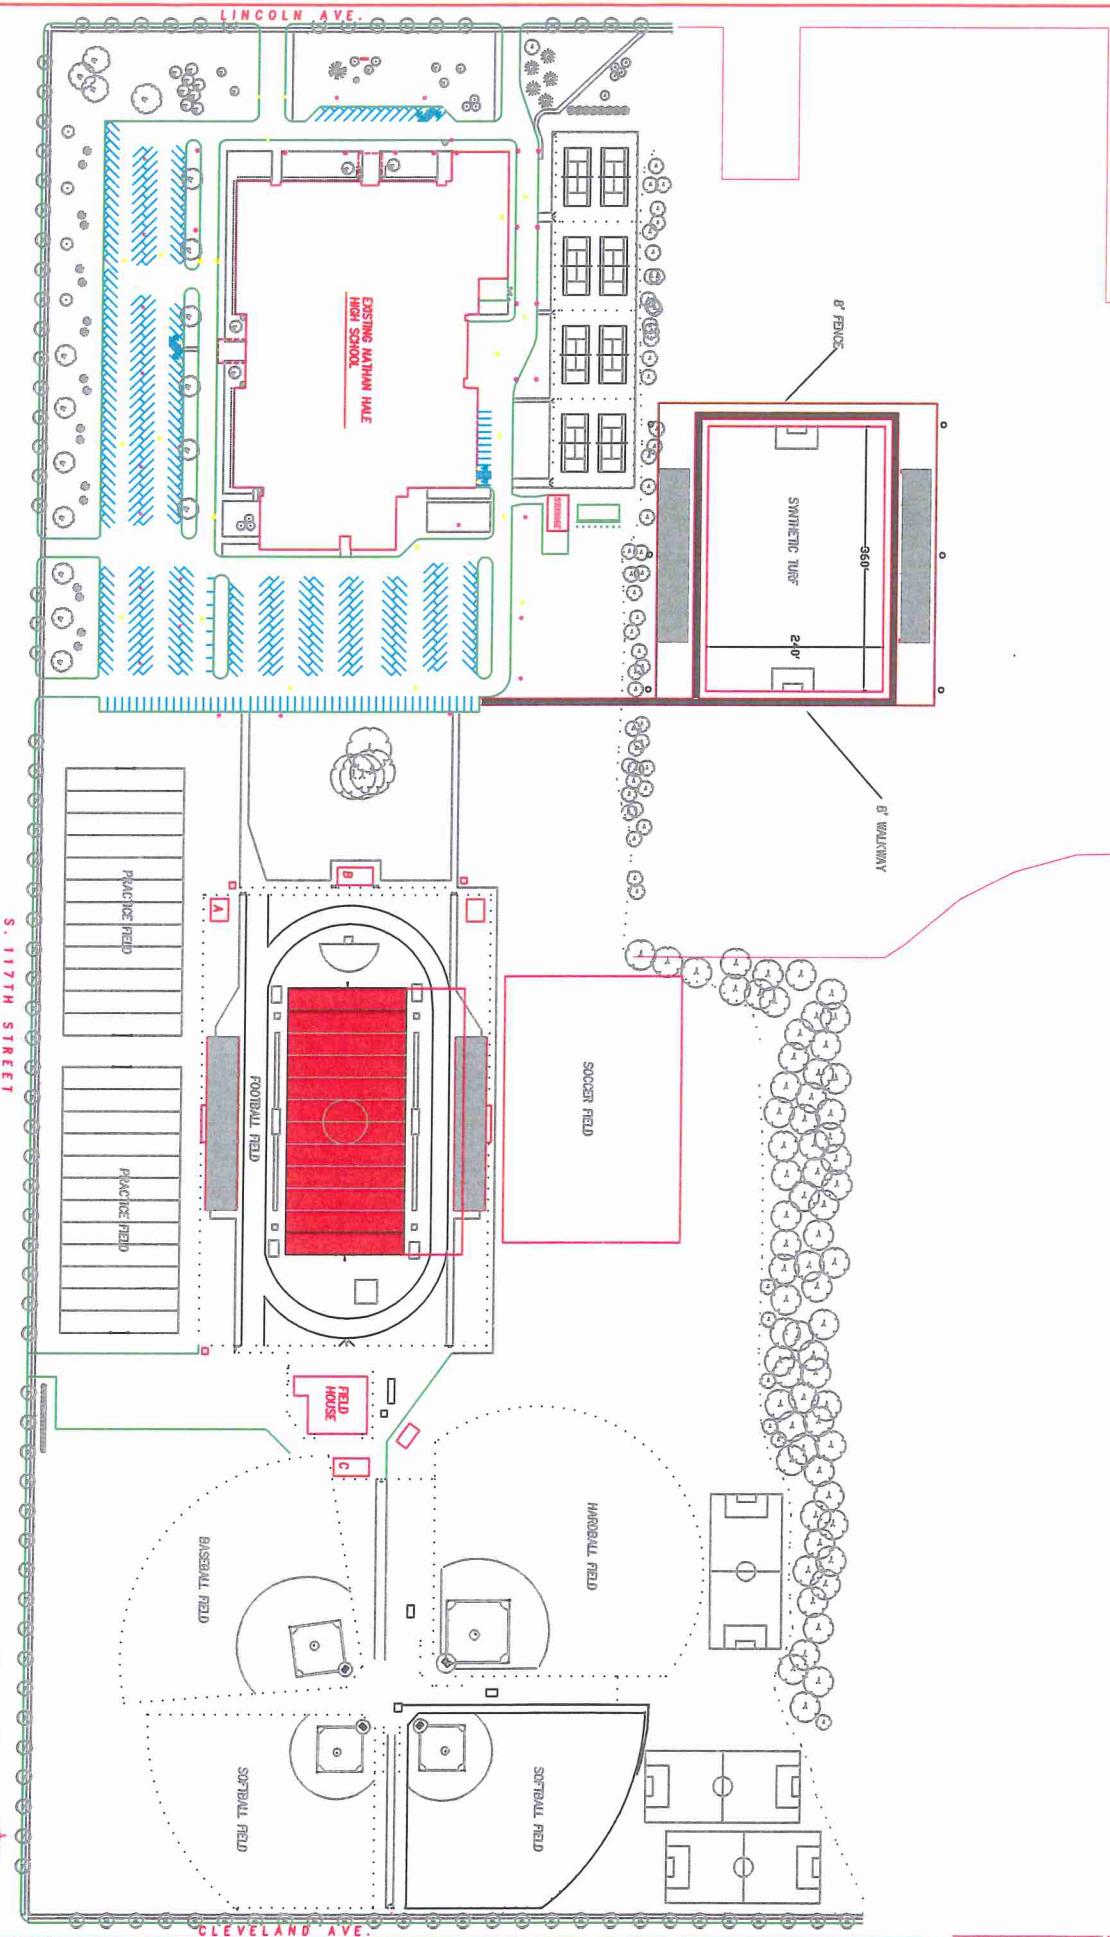 LINCOLN AVE.
8' FENCE
EXISTING NATHAN HALE
HIGH SCHOOL
SYNTHETIC TURF
360'
240'
STORAGE
8' WALKWAY
PRACTICE FIELD
B
A
S. 117TH STREET
SOCCER FIELD
FOOTBALL FIELD
PRACTICE FIELD
FIELD
HOUSE
C
HARDBALL FIELD
BASEBALL FIELD
SOFTBALL FIELD
SOFTBALL FIELD
CLEVELAND AVE.